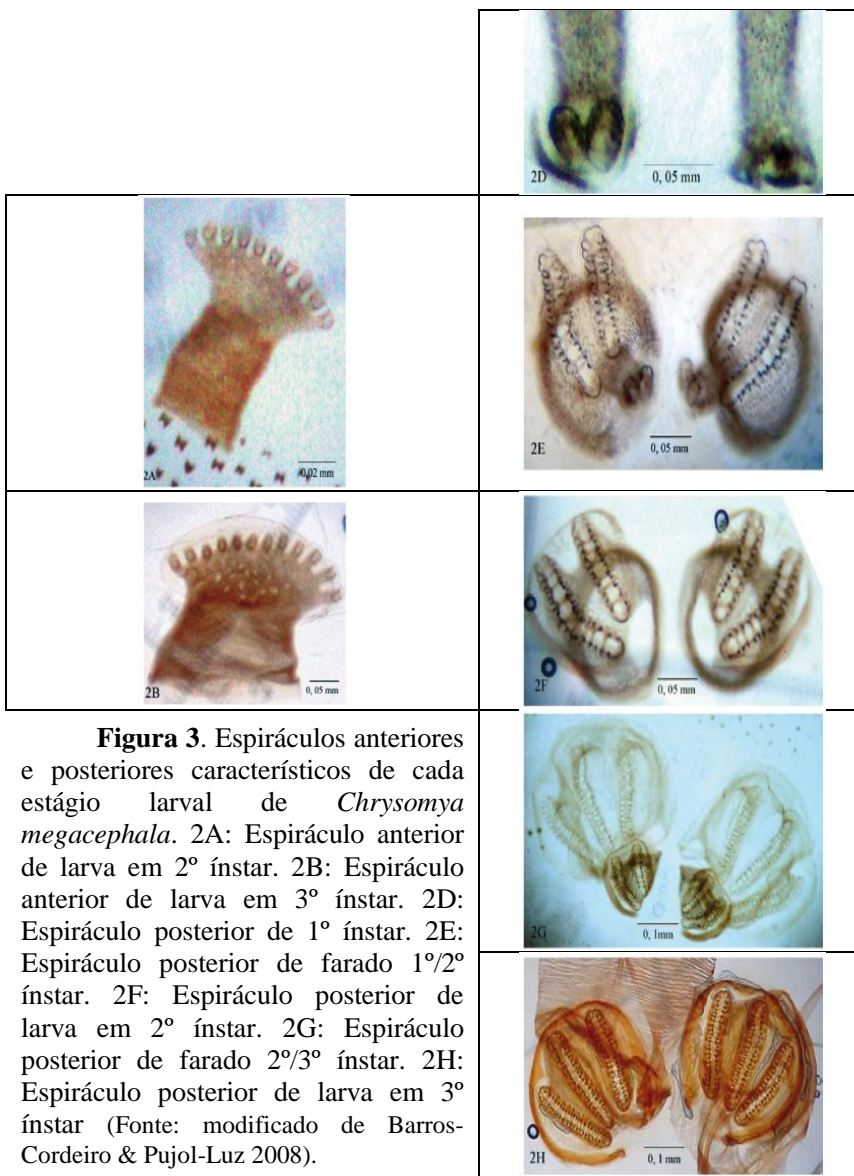 2D
0, 05 mm
2A
0,02 mm
2E
0, 05 mm
2B
0, 05 mm
2F
0, 05 mm
Figura 3. Espiráculos anteriores
e posteriores característicos de cada
estágio larval de Chrysomya
megacephala. 2A: Espiráculo anterior
de larva em 2º ínstar. 2B: Espiráculo
anterior de larva em 3º ínstar. 2D:
Espiráculo posterior de 1º ínstar. 2E:
Espiráculo posterior de farado 1º/2º
ínstar. 2F: Espiráculo posterior de
larva em 2º ínstar. 2G: Espiráculo
posterior de farado 2º/3º ínstar. 2H:
Espiráculo posterior de larva em 3º
ínstar (Fonte: modificado de Barros-
Cordeiro & Pujol-Luz 2008).
2G
0, 1mm
2H
0, 1 mm